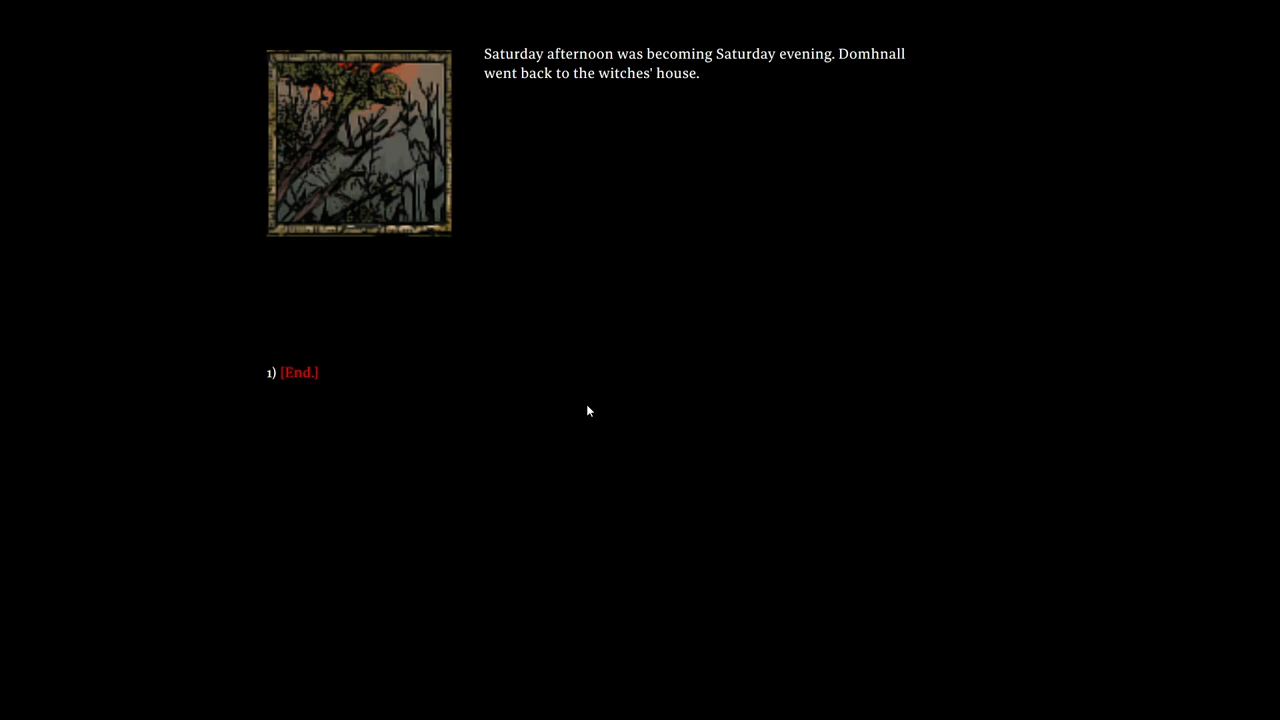 Saturday afternoon was becoming Saturday evening. Domhnall
went back to the witches' house.
1) [End.]